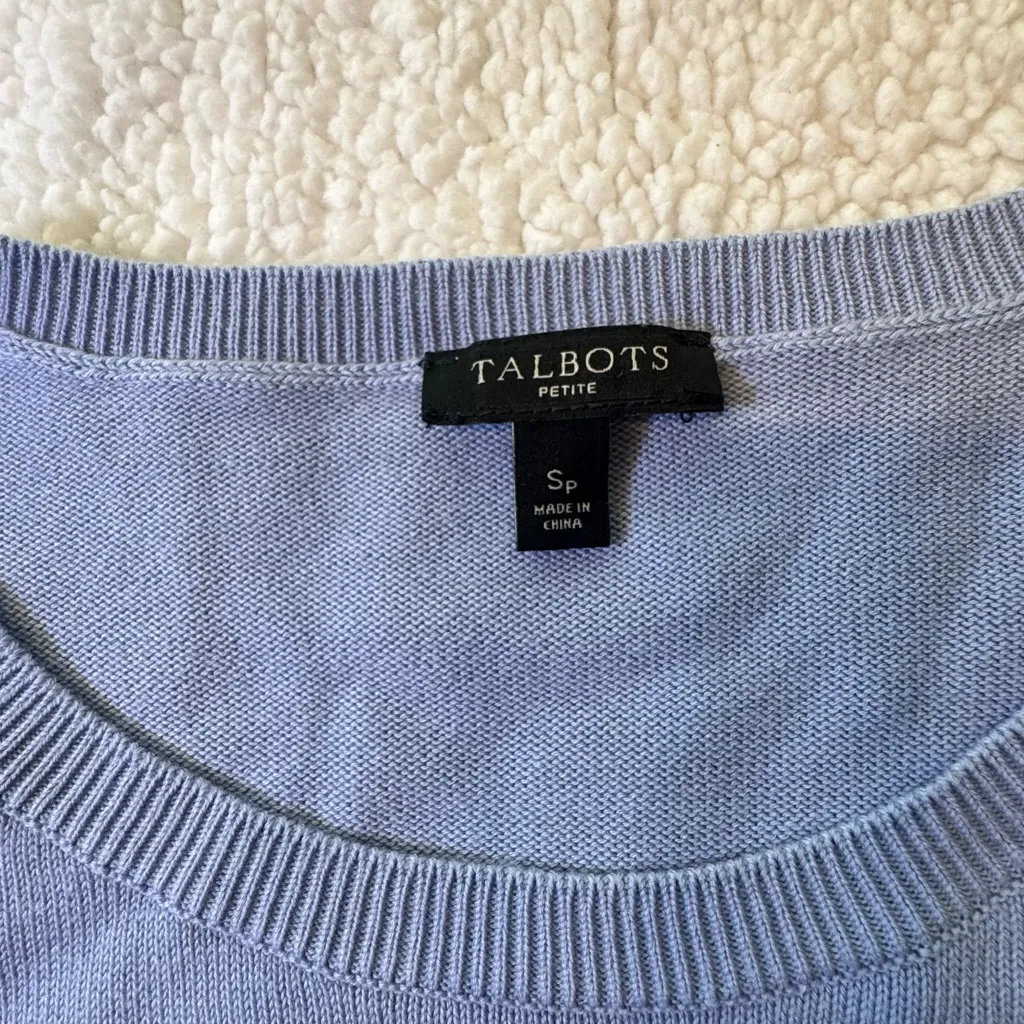 TALBOTS
PETITE
SP
MADE IN
CHINA